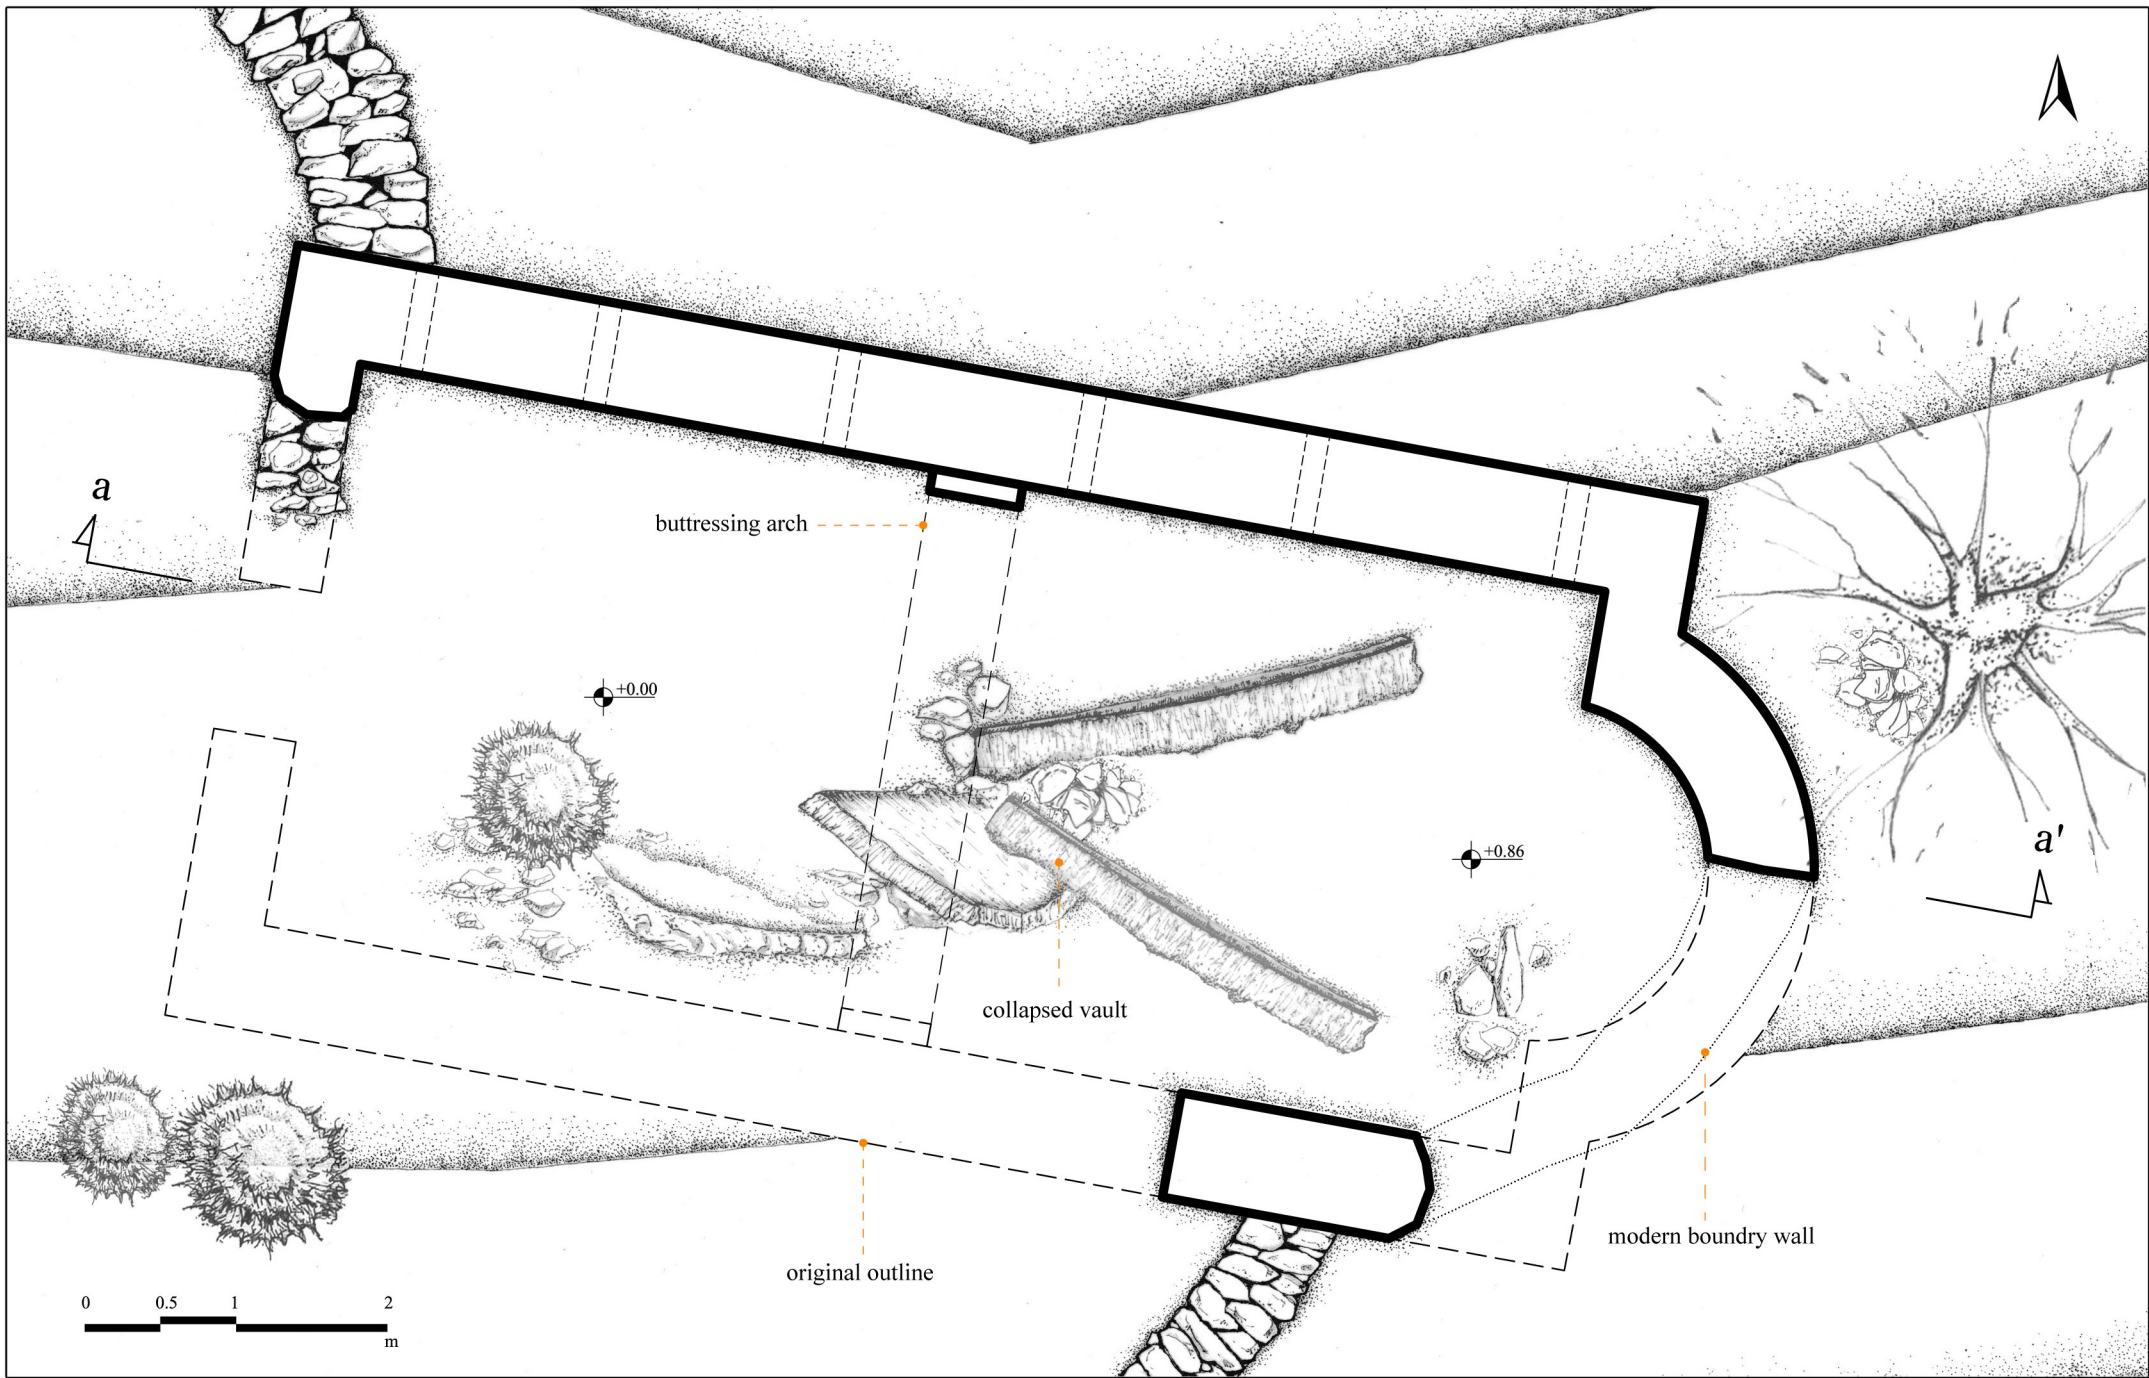 a
buttressing arch
+0.00
+0.86
a'
collapsed vault
modern boundry wall
original outline
0 0.5 1 2
m